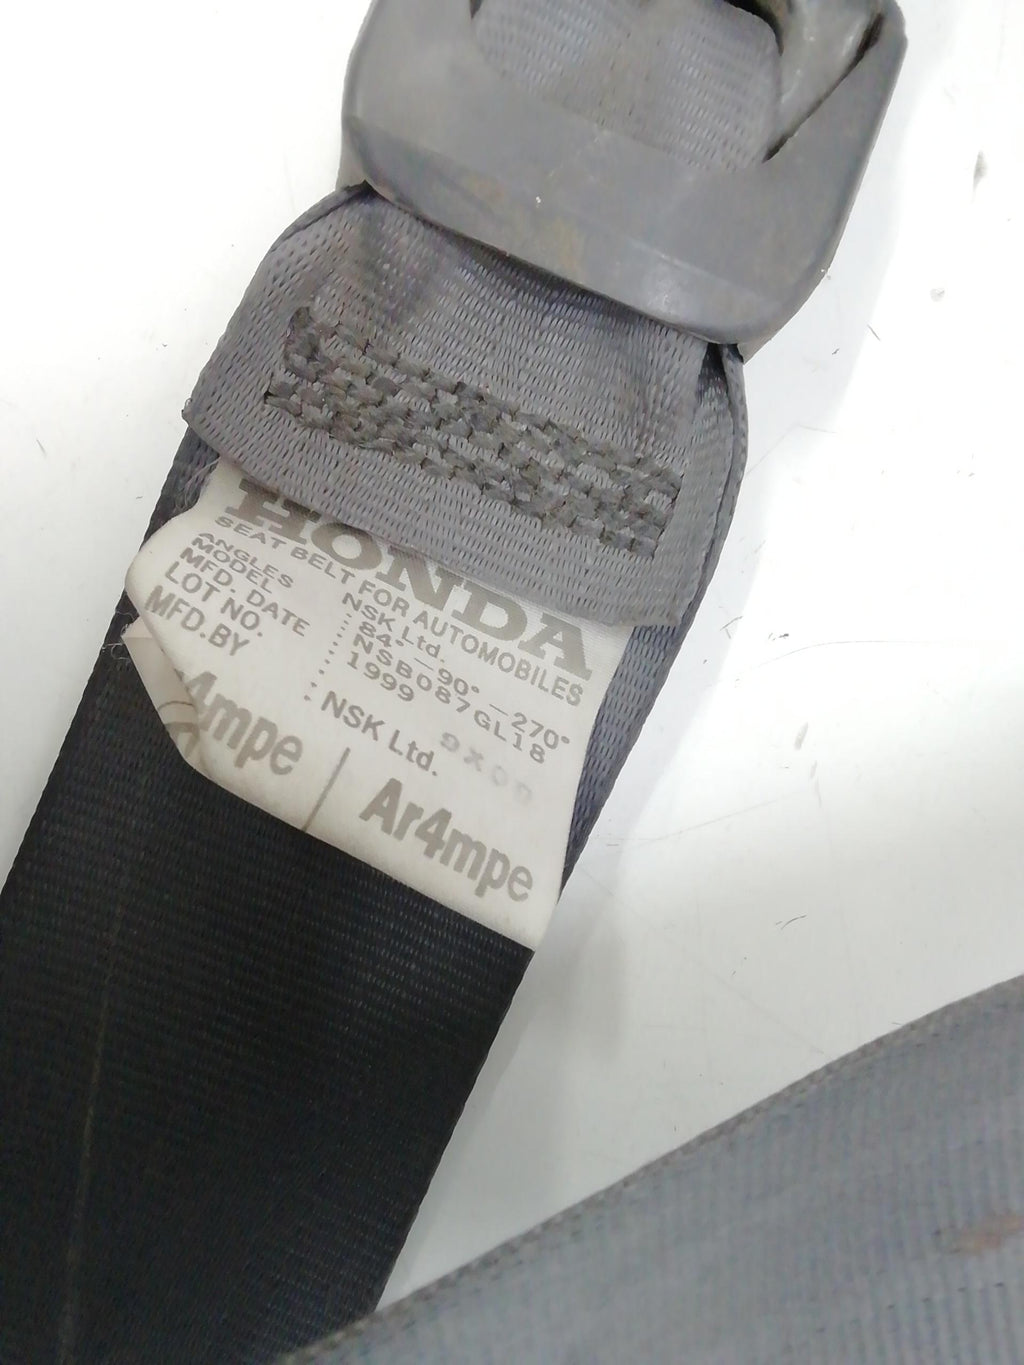 HONDA
SEAT BELT FOR AUTOMOBILES
NSK Ltd.
ANGLES : 84°-90°-270°
MODEL : NSB087GL18
MFD. DATE : 1999
LOT NO. :
MFD.BY : NSK Ltd.
4mpe | Ar4mpe